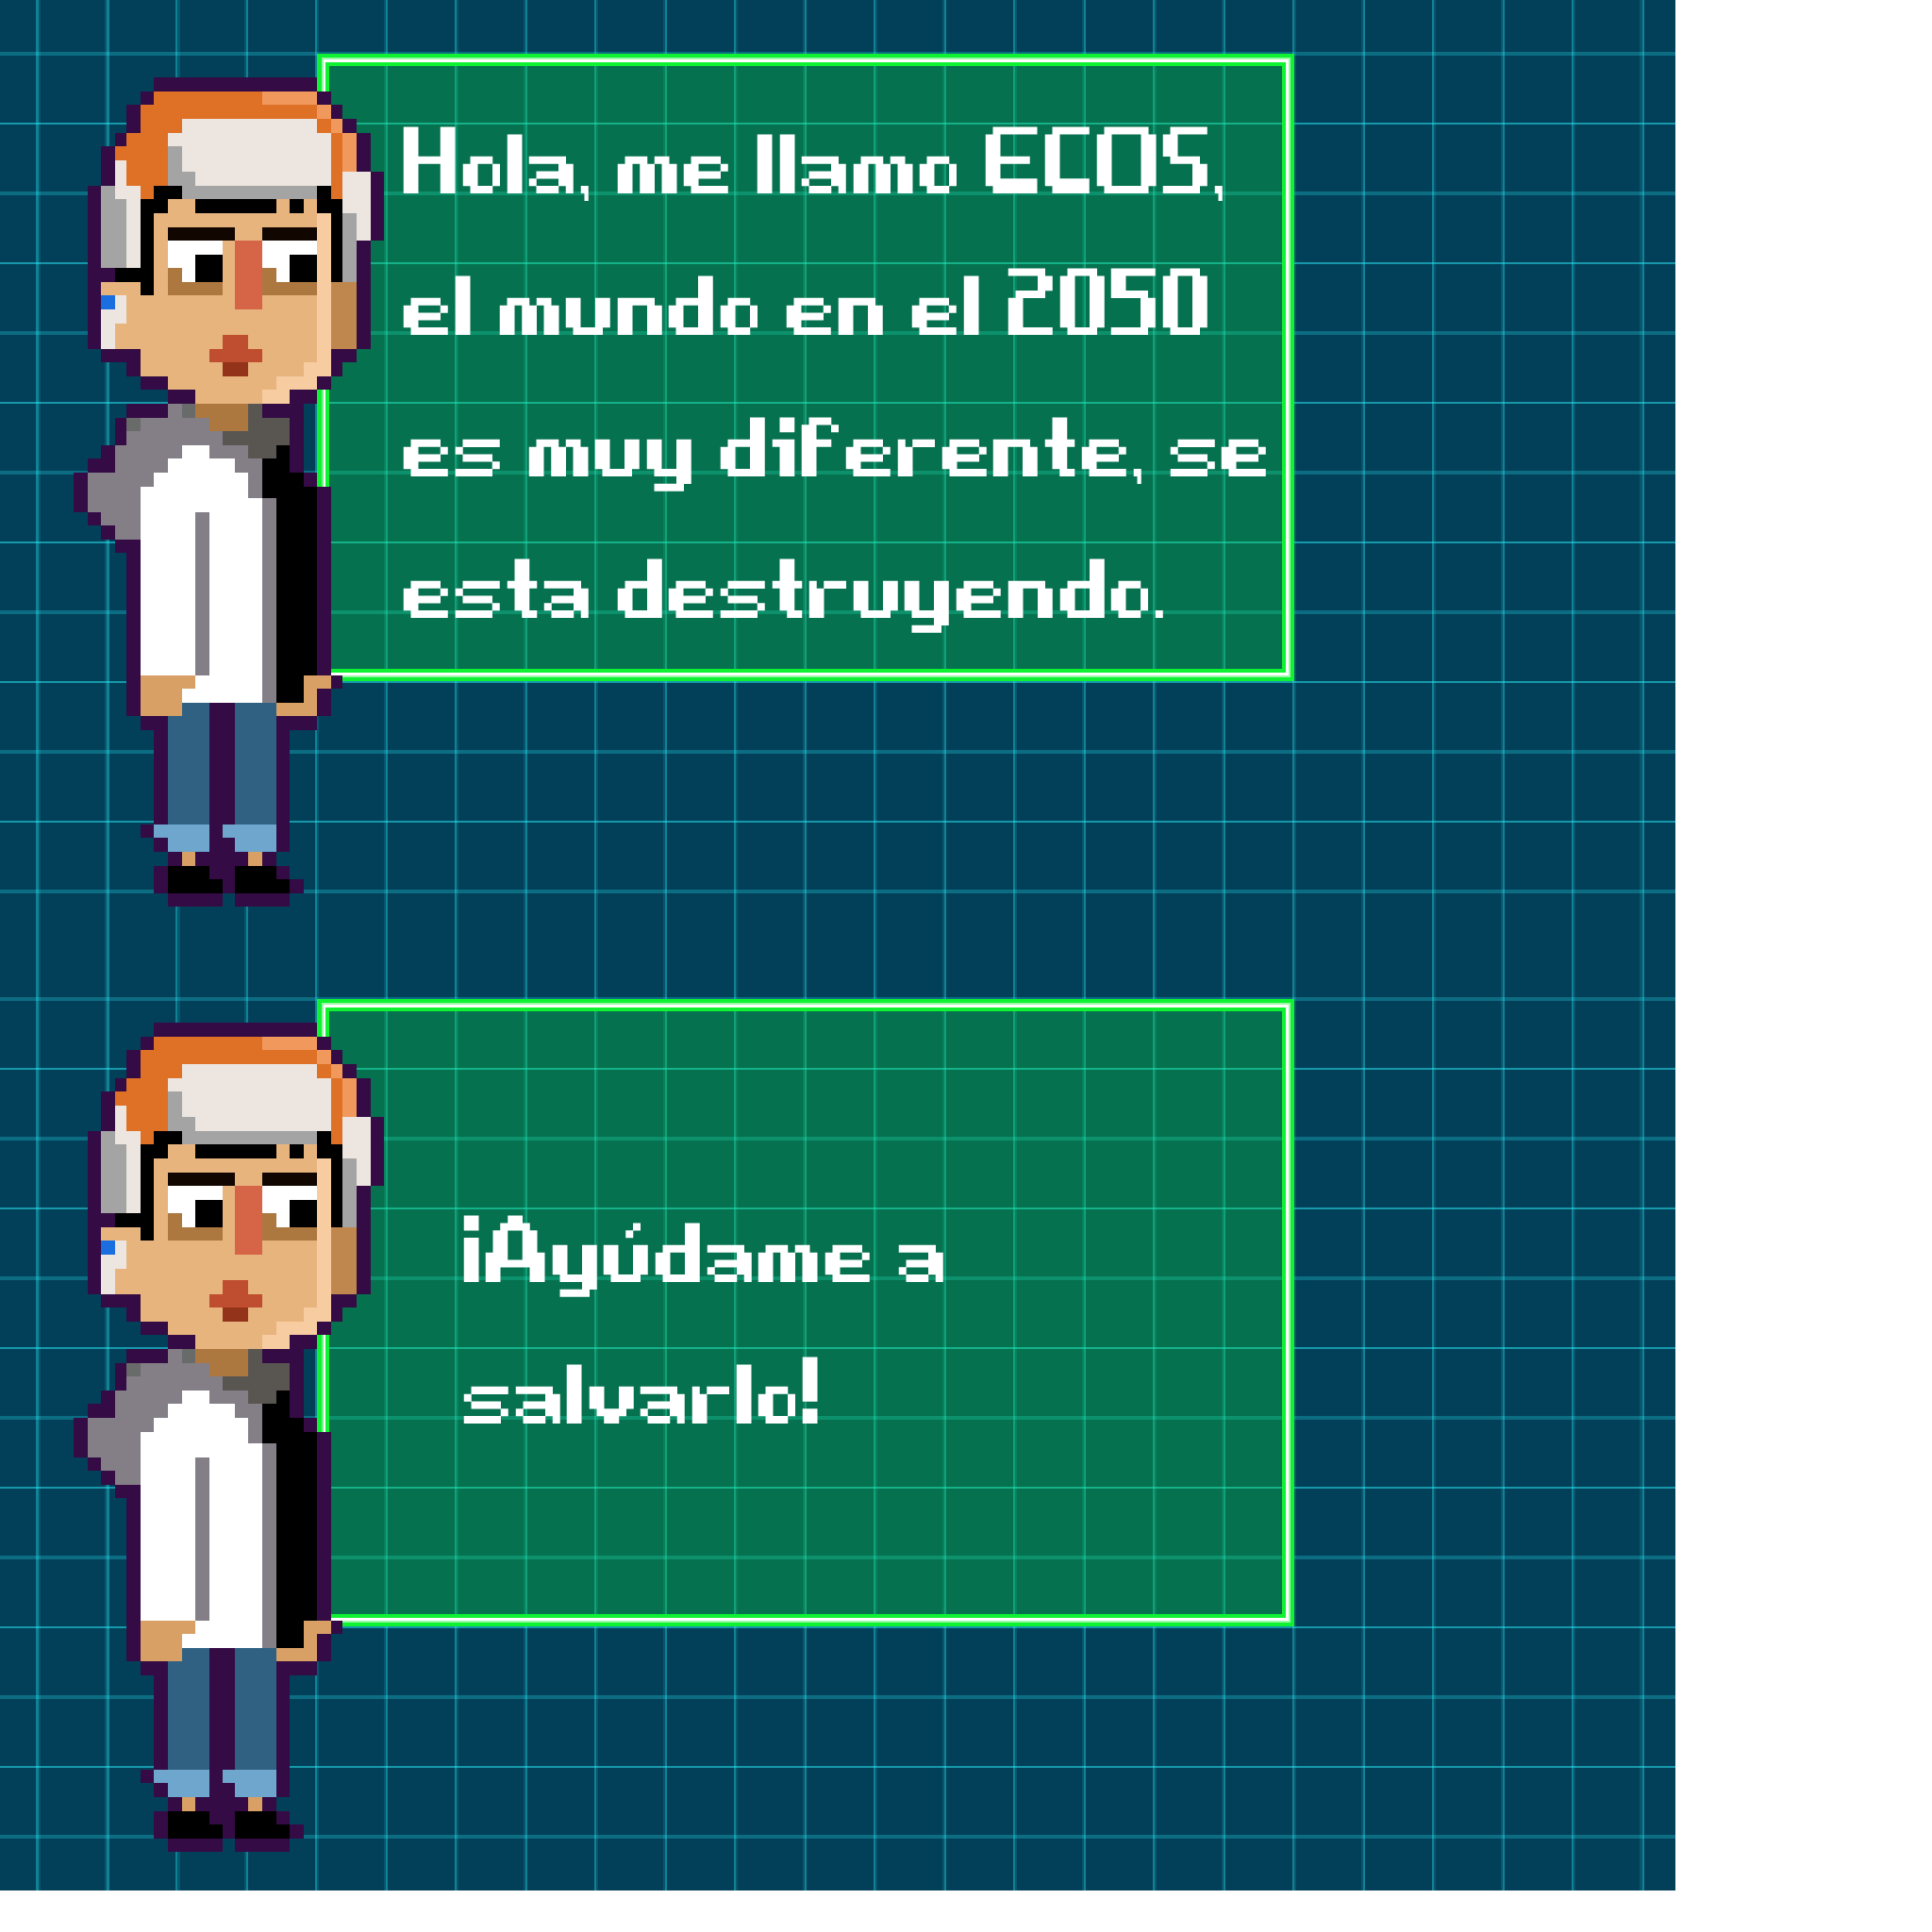 Hola, me llamo ECOS,
el mundo en el 2050
es muy diferente, se
esta destruyendo.
¡Ayúdame a
salvarlo!